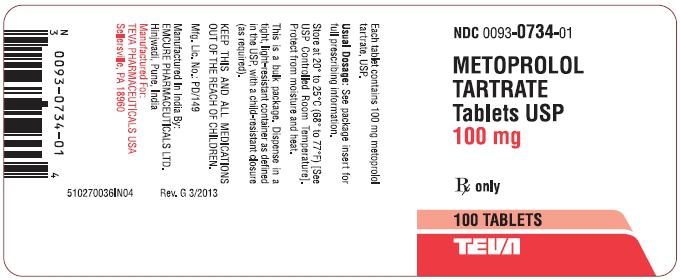 NDC 0093-0734-01
METOPROLOL
TARTRATE
Tablets USP
100 mg
Rx only
100 TABLETS
TEVA
Each tablet contains 100 mg metoprolol
tartrate, USP.
Usual Dosage: See package insert for
full prescribing information.
Store at 20° to 25°C (68° to 77°F) [See
USP Controlled Room Temperature].
Protect from moisture and heat.
This is a bulk package. Dispense in a
tight, light-resistant container as defined
in the USP, with a child-resistant closure
(as required).
KEEP THIS AND ALL MEDICATIONS
OUT OF THE REACH OF CHILDREN.
Mfg. Lic. No.: PD/149
Manufactured In India By:
EMCURE PHARMACEUTICALS LTD.
Hinjwadi, Pune, India
Manufactured For:
TEVA PHARMACEUTICALS USA
Sellersville, PA 18960
N 3 0093-0734-01 4
510270036IN04 Rev. G 3/2013